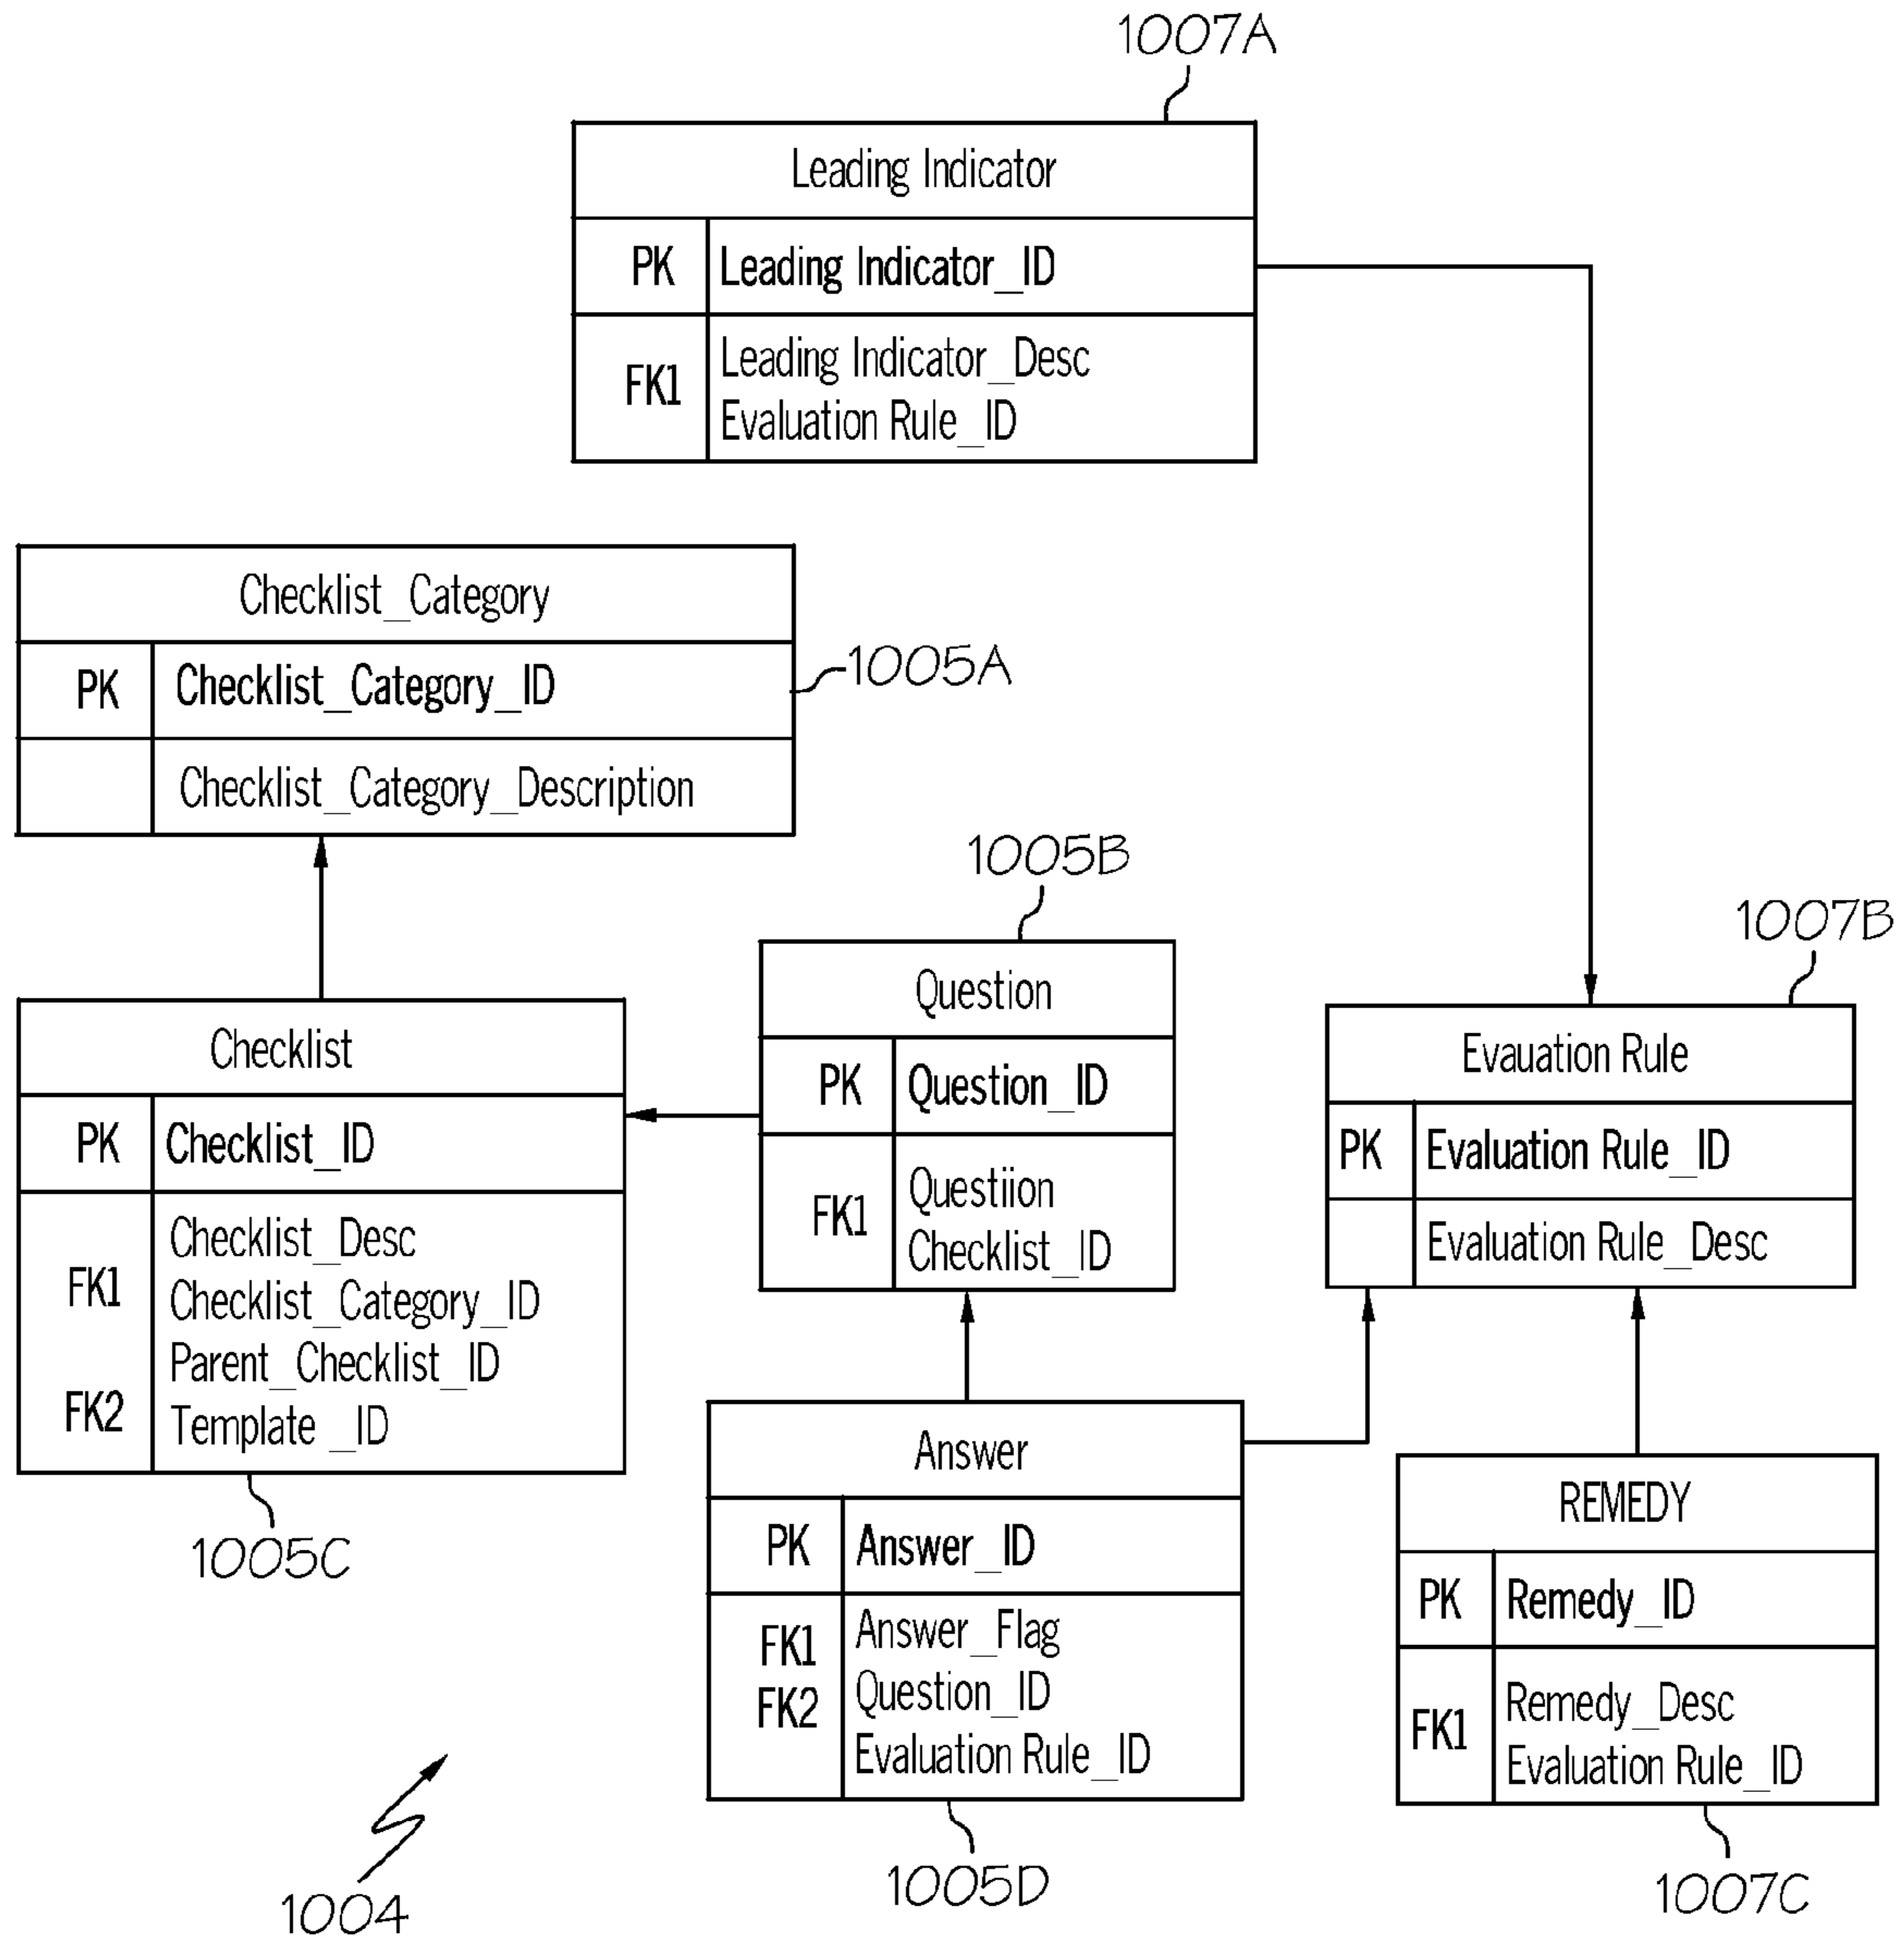 1007A
Leading Indicator
PK Leading Indicator_ID
Leading Indicator_Desc
FK1
Evaluation Rule_ID
Checklist_Category
PK Checklist_Category_ID
1005A
Checklist_Category_Description
1005B
Question
PK Question_ID
Questiion
FK1
Checklist_ID
1007B
Evauation Rule
PK Evaluation Rule_ID
Evaluation Rule_Desc
Checklist
PK Checklist_ID
Checklist_Desc
FK1 Checklist_Category_ID
Parent_Checklist_ID
FK2 Template _ID
1005C
Answer
PK Answer_ID
FK1 Answer_Flag
FK2 Question_ID
Evaluation Rule_ID
1005D
REMEDY
PK Remedy_ID
Remedy_Desc
FK1
Evaluation Rule_ID
1007C
1004